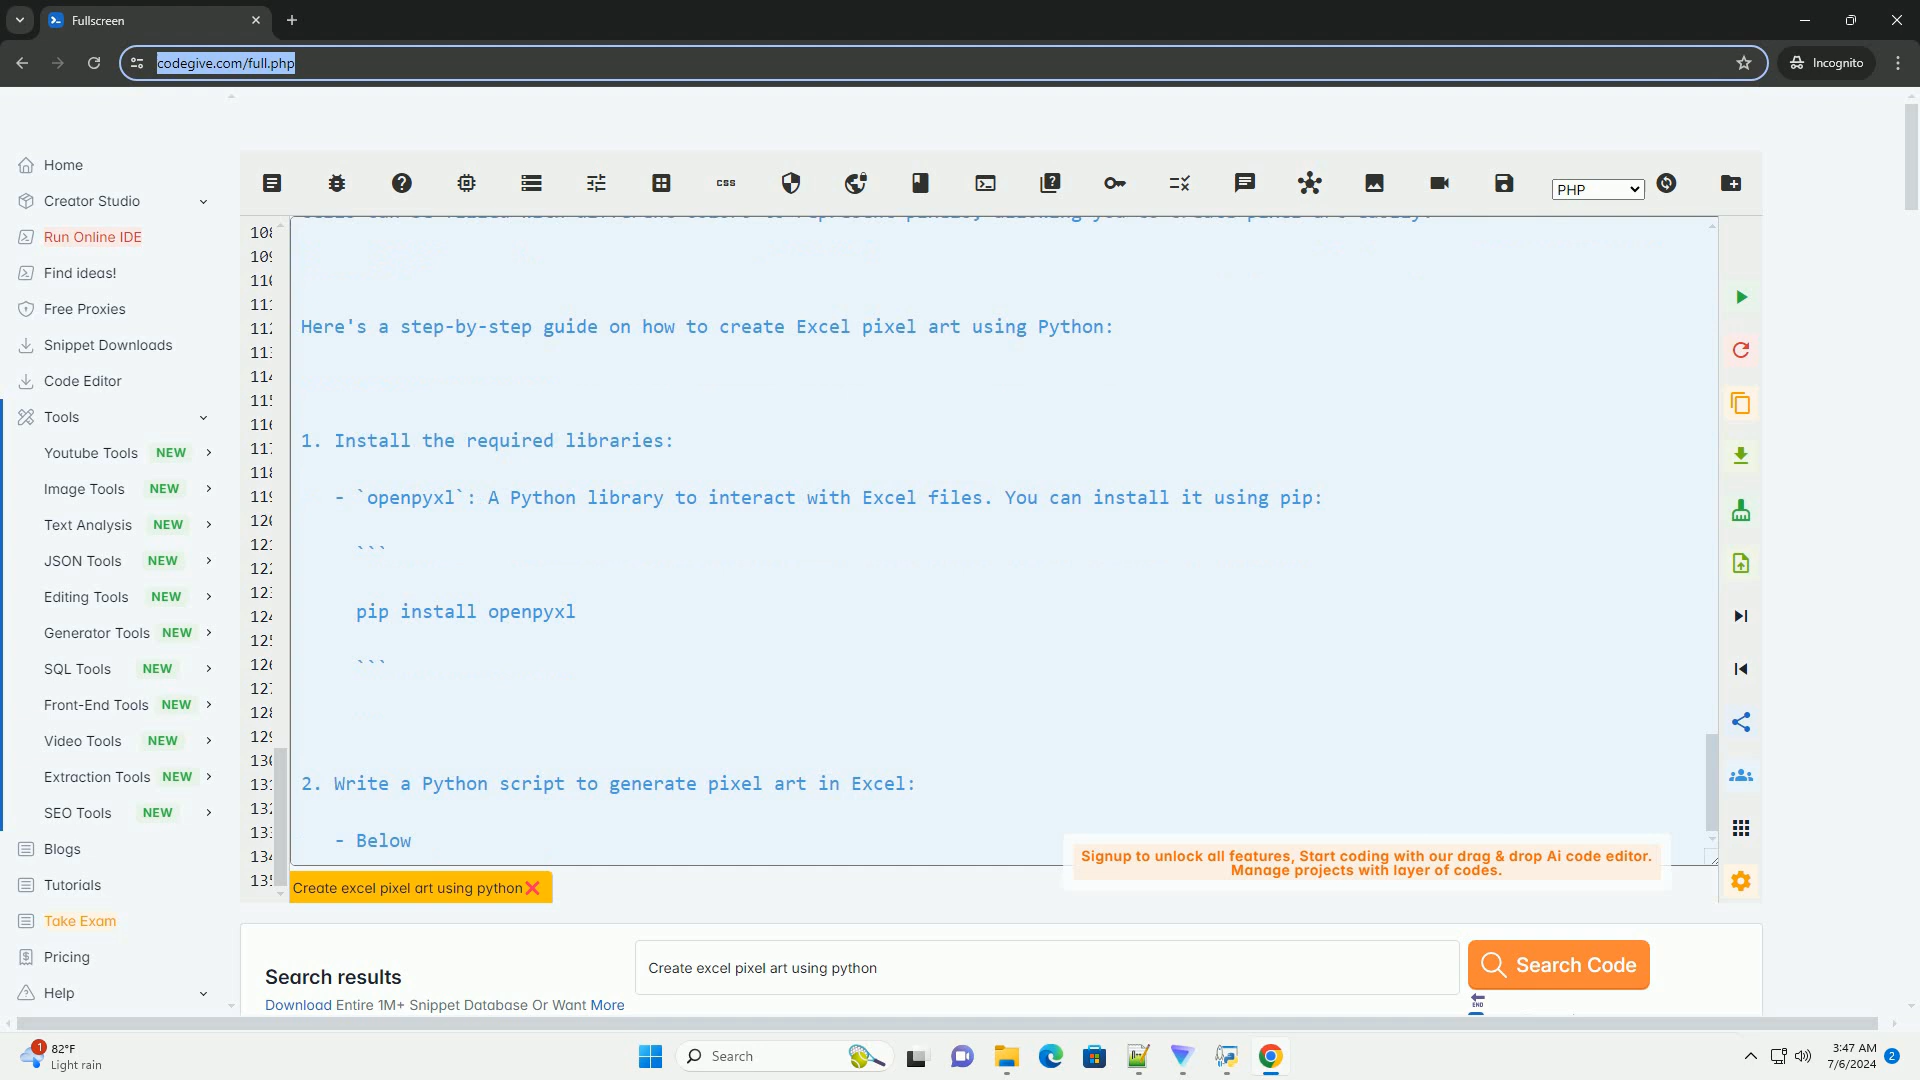 Fullscreen
codegive.com/full.php
Incognito
Home
Creator Studio
Run Online IDE
Find ideas!
Free Proxies
Snippet Downloads
Code Editor
Tools
Youtube Tools NEW
Image Tools NEW
Text Analysis NEW
JSON Tools NEW
Editing Tools NEW
Generator Tools NEW
SQL Tools NEW
Front-End Tools NEW
Video Tools NEW
Extraction Tools NEW
SEO Tools NEW
Blogs
Tutorials
Take Exam
Pricing
Help
css
PHP
Here's a step-by-step guide on how to create Excel pixel art using Python:
1. Install the required libraries:
- `openpyxl`: A Python library to interact with Excel files. You can install it using pip:
```
pip install openpyxl
```
2. Write a Python script to generate pixel art in Excel:
- Below
Signup to unlock all features, Start coding with our drag & drop Ai code editor.
Manage projects with layer of codes.
Create excel pixel art using python
Search results
Download Entire 1M+ Snippet Database Or Want More
Create excel pixel art using python
Search Code
END
1
82°F
Light rain
Search
3:47 AM
7/6/2024
2